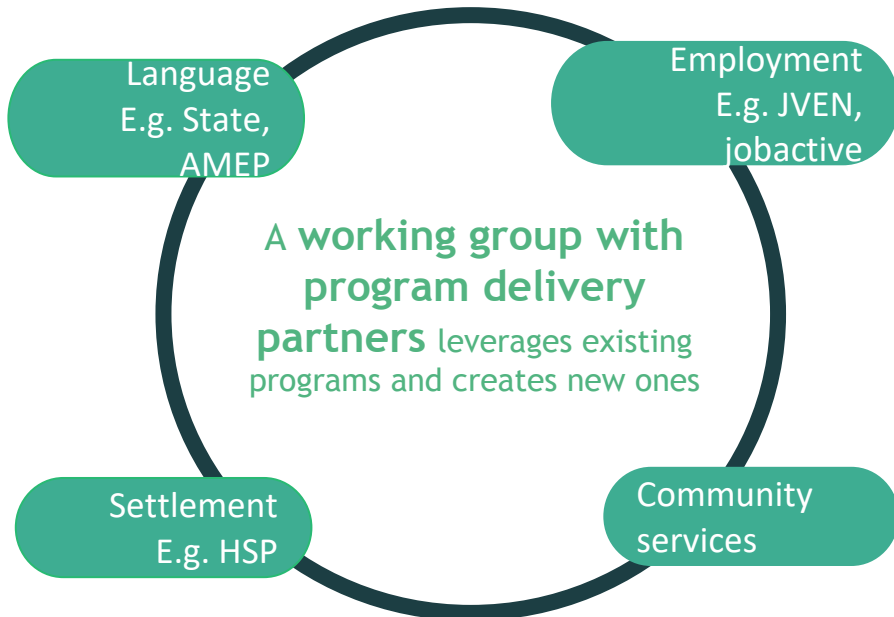 Language
E.g. State,
AMEP
Employment
E.g. JVEN,
jobactive
A working group with
program delivery
partners leverages existing
programs and creates new ones
Settlement
E.g. HSP
Community
services